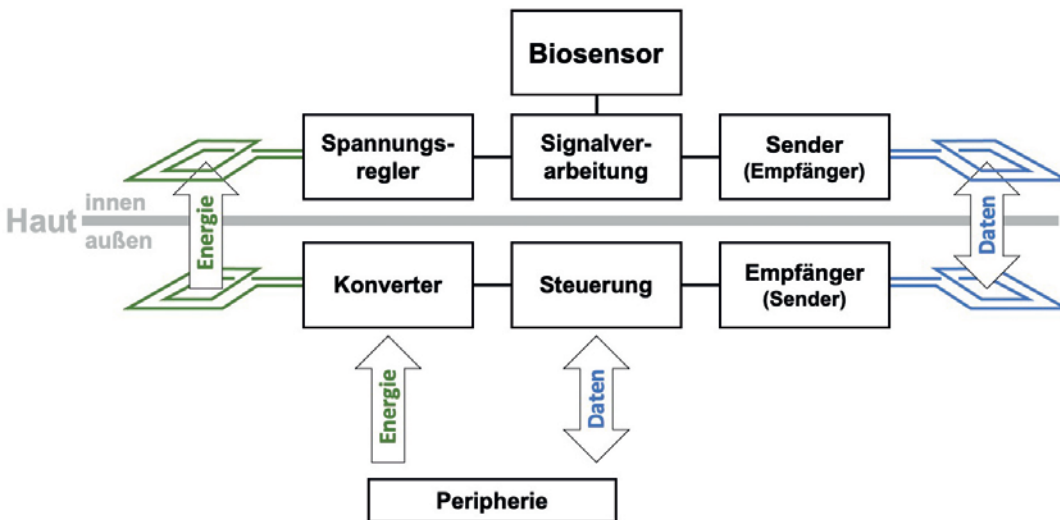 Biosensor
Spannungs-
regler
Signalver-
arbeitung
Sender
(Empfänger)
Haut
innen
außen
Energie
Daten
Konverter
Steuerung
Empfänger
(Sender)
Energie
Daten
Peripherie